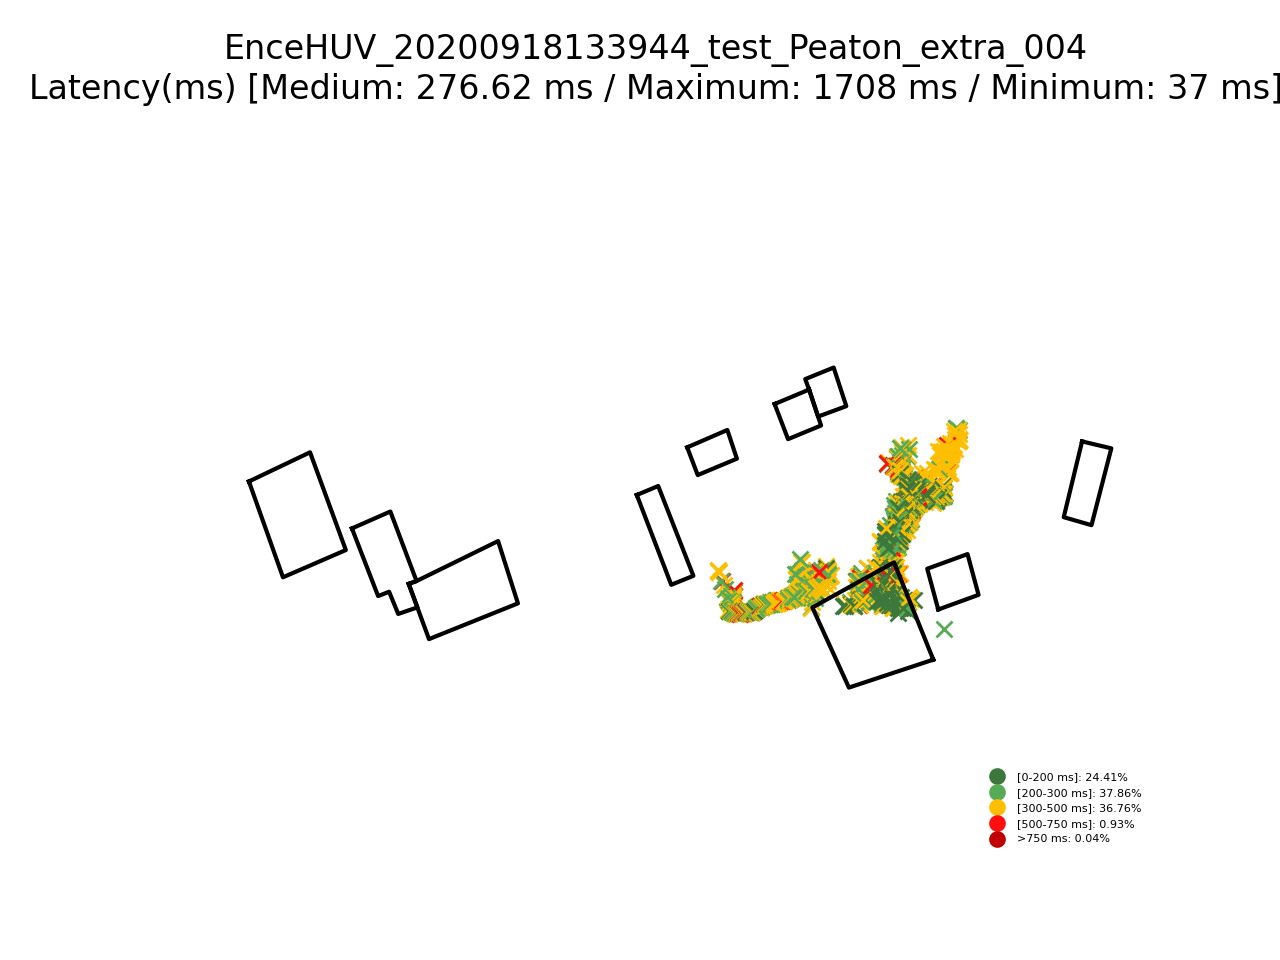 EnceHUV_20200918133944_test_Peaton_extra_004
Latency(ms) [Medium: 276.62 ms / Maximum: 1708 ms / Minimum: 37 ms]
[0-200 ms]: 24.41%
[200-300 ms]: 37.86%
[300-500 ms]: 36.76%
[500-750 ms]: 0.93%
>750 ms: 0.04%